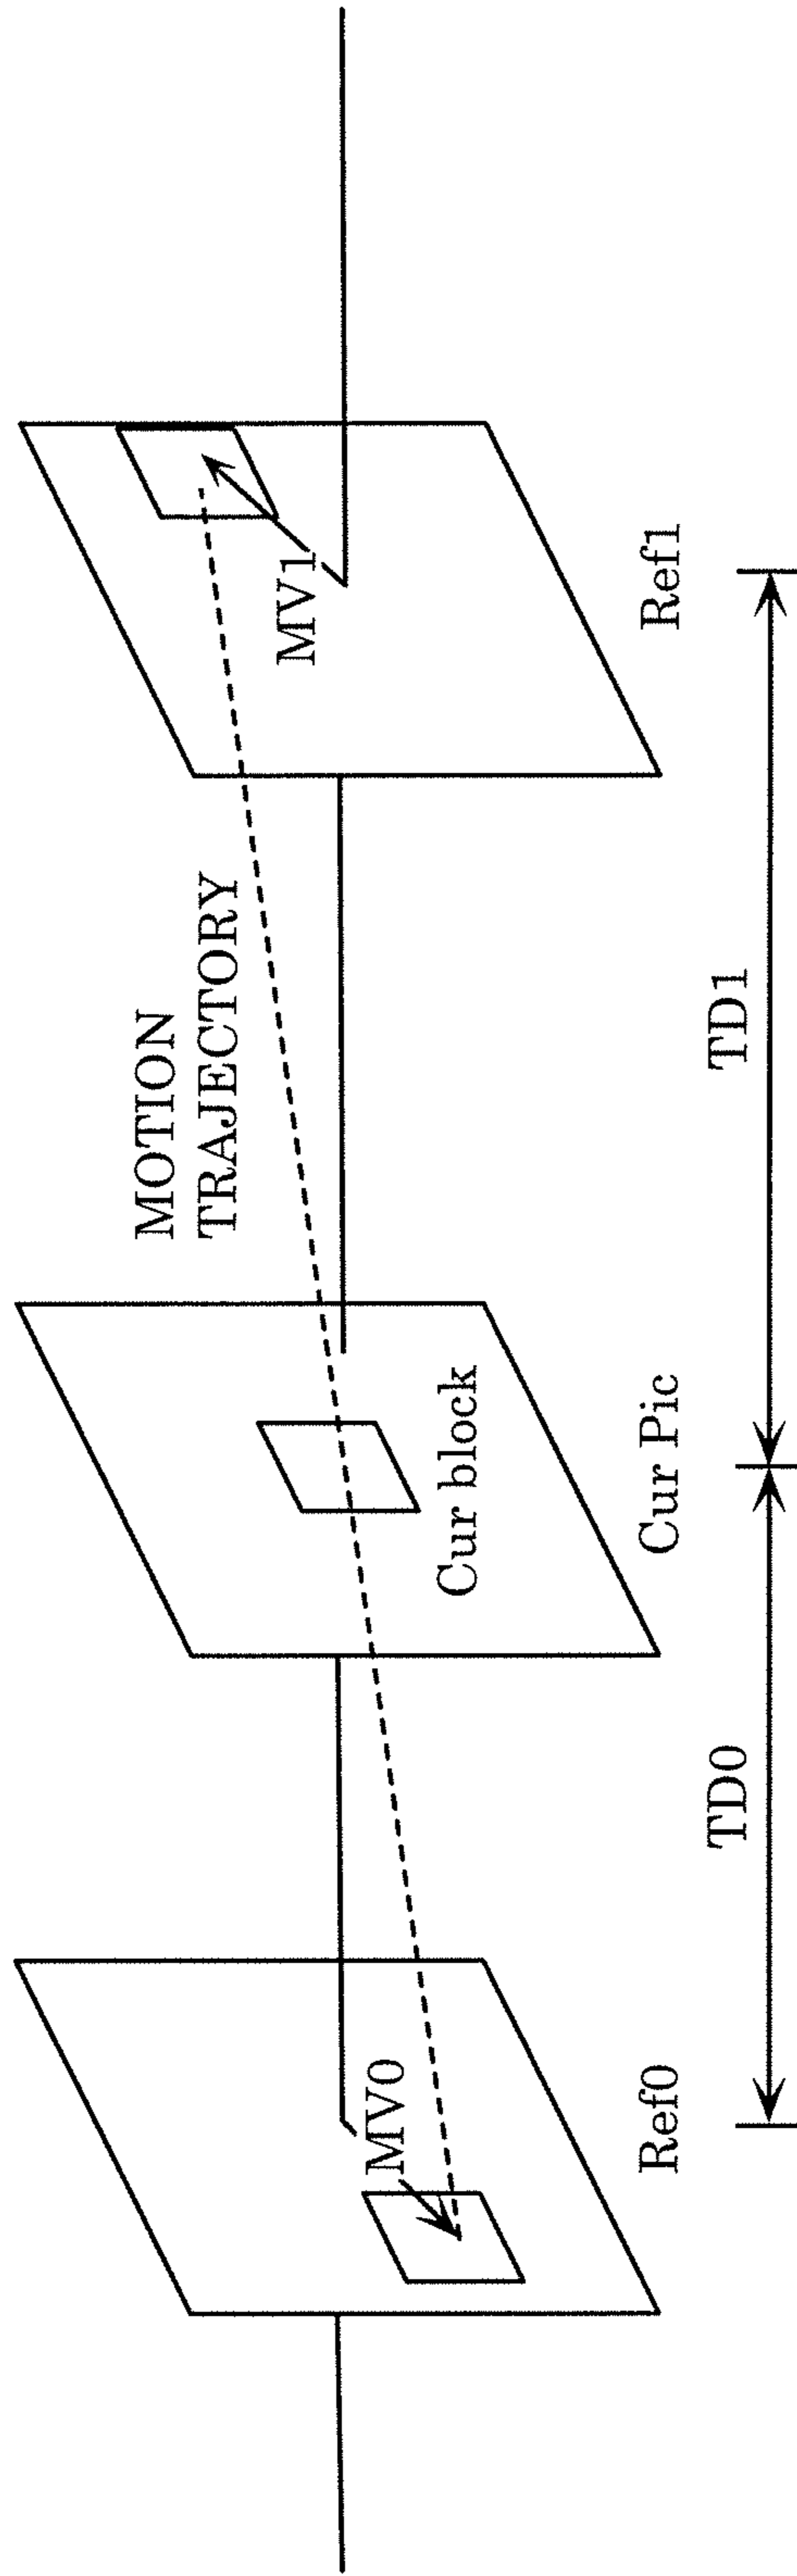 MOTION
TRAJECTORY
MV0
MV1
Cur block
Ref0
Cur Pic
Ref1
TD0
TD1